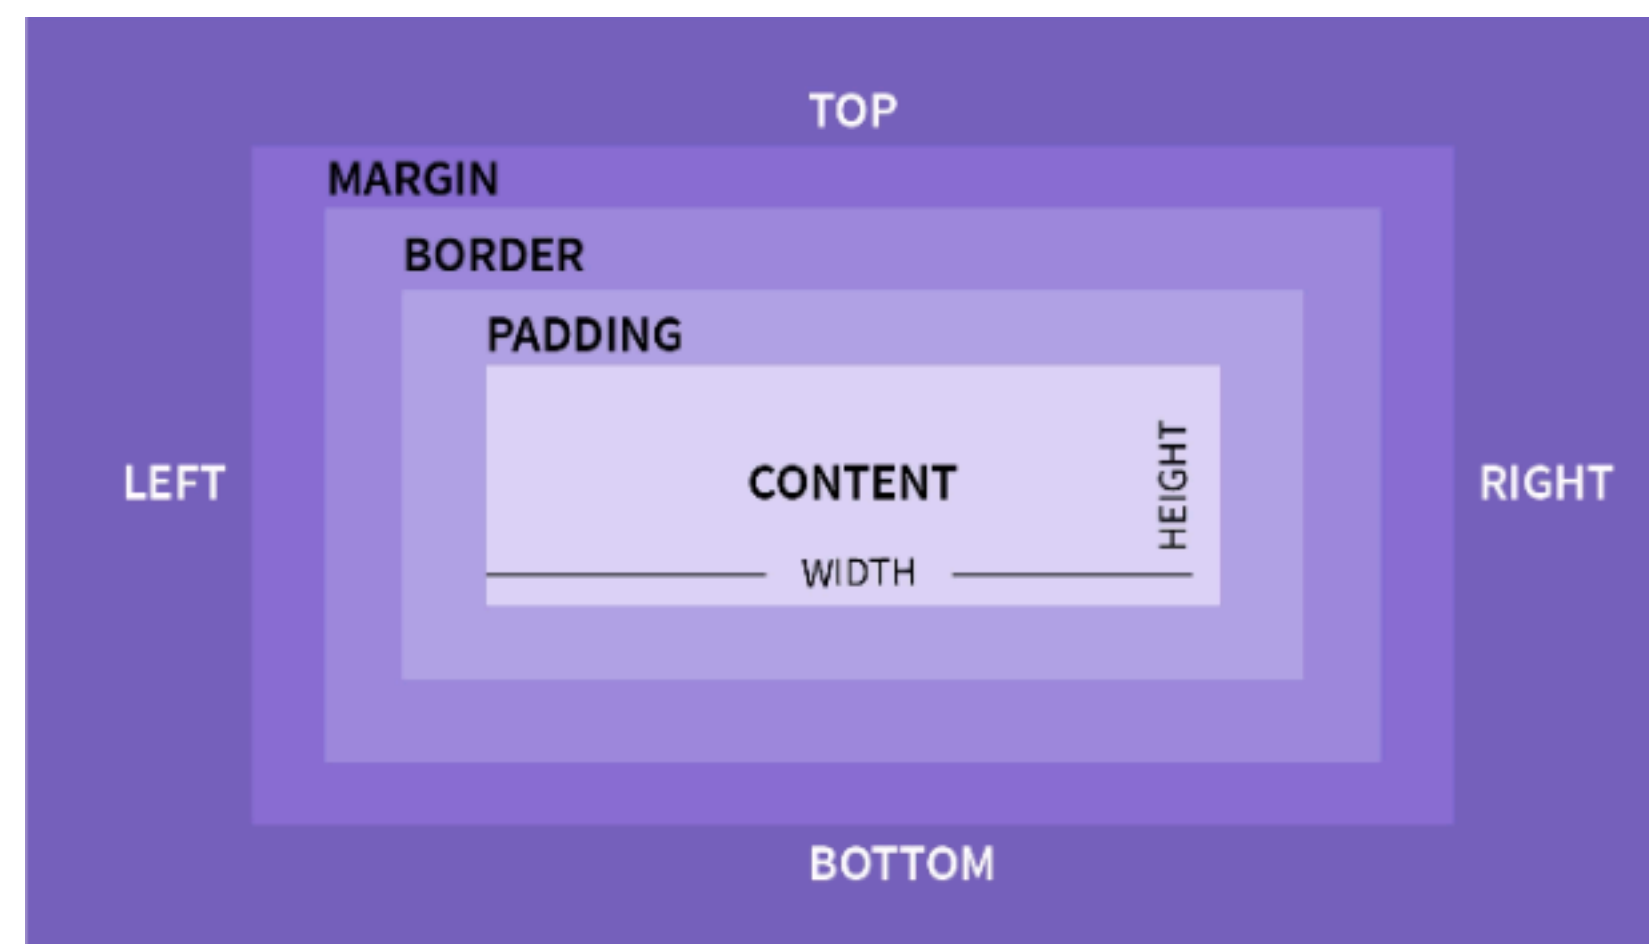 TOP
MARGIN
BORDER
PADDING
LEFT
CONTENT
HEIGHT
RIGHT
WIDTH
BOTTOM